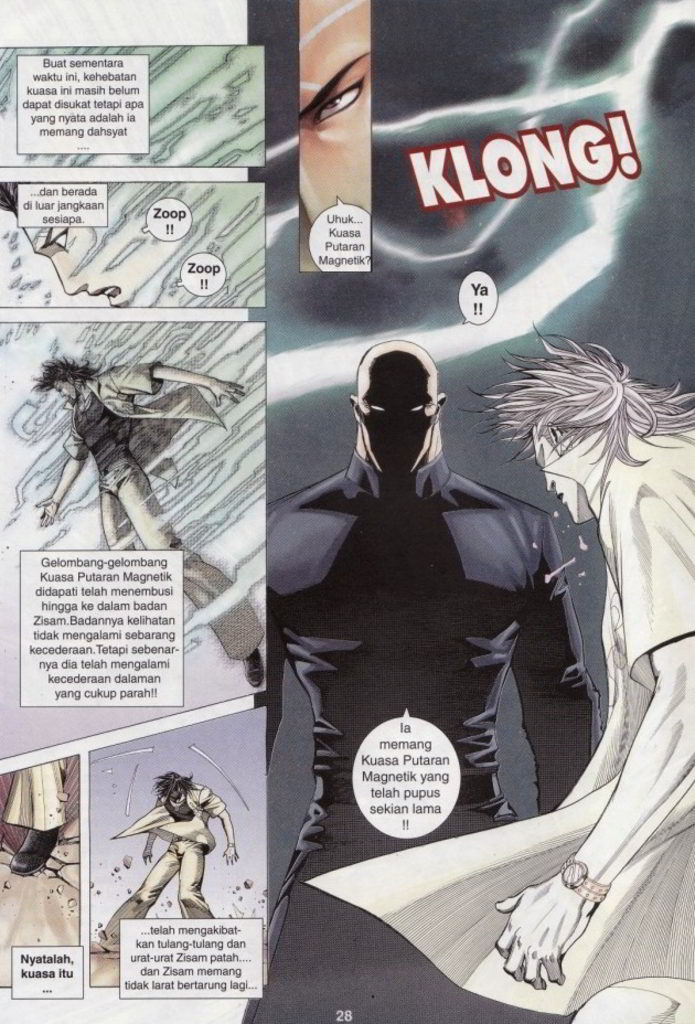 Buat sementara
waktu ini, kehebatan
kuasa ini masih belum
dapat disukat tetapi apa
yang nyata adalah ia
memang dahsyat
....
...dan berada
di luar jangkaan
sesiapa.
Zoop
!!
Zoop
!!
Gelombang-gelombang
Kuasa Putaran Magnetik
didapati telah menembusi
hingga ke dalam badan
Zisam.Badannya kelihatan
tidak mengalami sebarang
kecederaan.Tetapi sebenar-
nya dia telah mengalami
kecederaan dalaman
yang cukup parah!!
Nyatalah,
kuasa itu
...
...telah mengakibat-
kan tulang-tulang dan
urat-urat Zisam patah....
dan Zisam memang
tidak larat bertarung lagi...
Uhuk...
Kuasa
Putaran
Magnetik?
KLONG!
Ya
!!
Ia
memang
Kuasa Putaran
Magnetik yang
telah pupus
sekian lama
!!
28